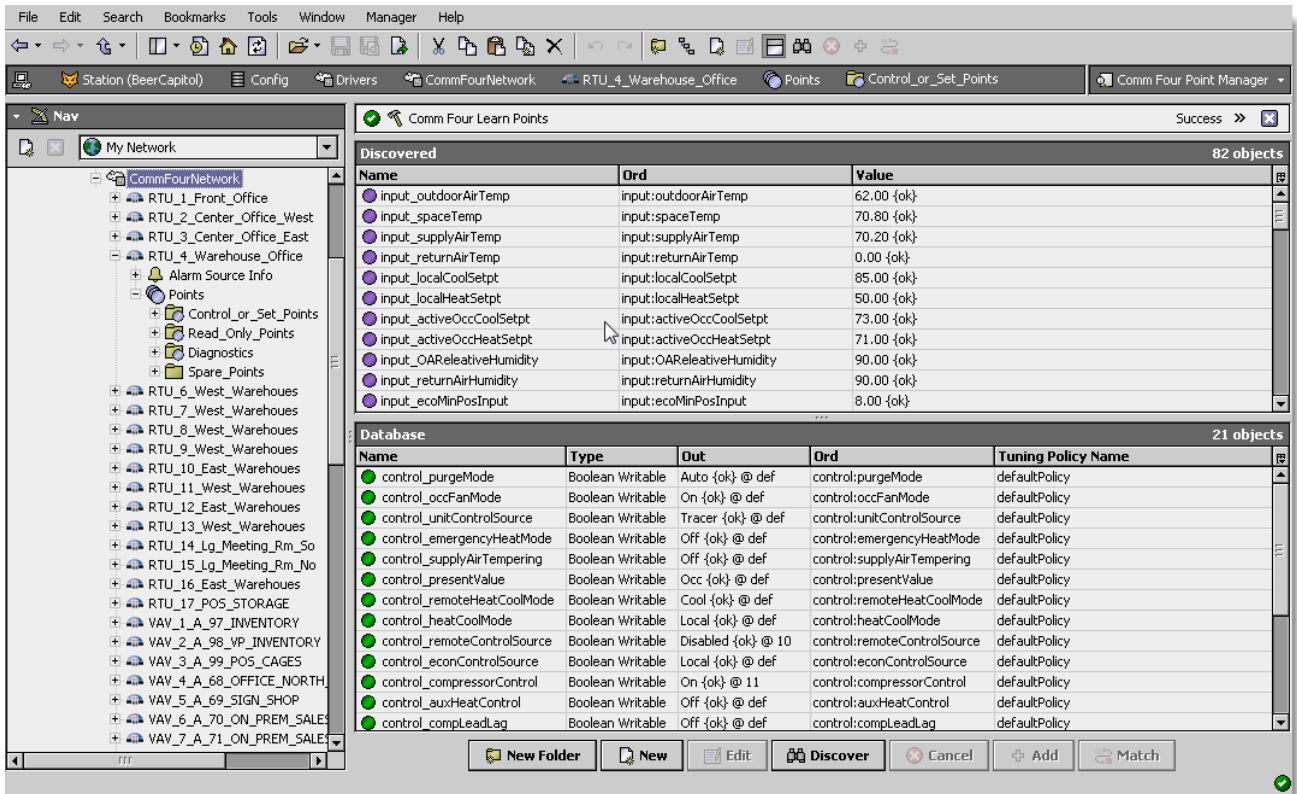 File Edit Search Bookmarks Tools Window Manager Help
Station (BeerCapitol) Config Drivers CommFourNetwork RTU_4_Warehouse_Office Points Control_or_Set_Points Comm Four Point Manager
Nav
My Network
CommFourNetwork
RTU_1_Front_Office
RTU_2_Center_Office_West
RTU_3_Center_Office_East
RTU_4_Warehouse_Office
Alarm Source Info
Points
Control_or_Set_Points
Read_Only_Points
Diagnostics
Spare_Points
RTU_6_West_Warehoues
RTU_7_West_Warehoues
RTU_8_West_Warehoues
RTU_9_West_Warehoues
RTU_10_East_Warehoues
RTU_11_West_Warehoues
RTU_12_East_Warehoues
RTU_13_West_Warehoues
RTU_14_Lg_Meeting_Rm_So
RTU_15_Lg_Meeting_Rm_No
RTU_16_East_Warehoues
RTU_17_POS_STORAGE
VAV_1_A_97_INVENTORY
VAV_2_A_98_VP_INVENTORY
VAV_3_A_99_POS_CAGES
VAV_4_A_68_OFFICE_NORTH_
VAV_5_A_69_SIGN_SHOP
VAV_6_A_70_ON_PREM_SALES
VAV_7_A_71_ON_PREM_SALES
Comm Four Learn Points Success »
Discovered 82 objects
Name Ord Value
input_outdoorAirTemp input:outdoorAirTemp 62.00 {ok}
input_spaceTemp input:spaceTemp 70.80 {ok}
input_supplyAirTemp input:supplyAirTemp 70.20 {ok}
input_returnAirTemp input:returnAirTemp 0.00 {ok}
input_localCoolSetpt input:localCoolSetpt 85.00 {ok}
input_localHeatSetpt input:localHeatSetpt 50.00 {ok}
input_activeOccCoolSetpt input:activeOccCoolSetpt 73.00 {ok}
input_activeOccHeatSetpt input:activeOccHeatSetpt 71.00 {ok}
input_OAReleativeHumidity input:OAReleativeHumidity 90.00 {ok}
input_returnAirHumidity input:returnAirHumidity 90.00 {ok}
input_ecoMinPosInput input:ecoMinPosInput 8.00 {ok}
Database 21 objects
Name Type Out Ord Tuning Policy Name
control_purgeMode Boolean Writable Auto {ok} @ def control:purgeMode defaultPolicy
control_occFanMode Boolean Writable On {ok} @ def control:occFanMode defaultPolicy
control_unitControlSource Boolean Writable Tracer {ok} @ def control:unitControlSource defaultPolicy
control_emergencyHeatMode Boolean Writable Off {ok} @ def control:emergencyHeatMode defaultPolicy
control_supplyAirTempering Boolean Writable Off {ok} @ def control:supplyAirTempering defaultPolicy
control_presentValue Boolean Writable Occ {ok} @ def control:presentValue defaultPolicy
control_remoteHeatCoolMode Boolean Writable Cool {ok} @ def control:remoteHeatCoolMode defaultPolicy
control_heatCoolMode Boolean Writable Local {ok} @ def control:heatCoolMode defaultPolicy
control_remoteControlSource Boolean Writable Disabled {ok} @ 10 control:remoteControlSource defaultPolicy
control_econControlSource Boolean Writable Local {ok} @ def control:econControlSource defaultPolicy
control_compressorControl Boolean Writable On {ok} @ 11 control:compressorControl defaultPolicy
control_auxHeatControl Boolean Writable Off {ok} @ def control:auxHeatControl defaultPolicy
control_compLeadLag Boolean Writable Off {ok} @ def control:compLeadLag defaultPolicy
New Folder New Edit Discover Cancel Add Match